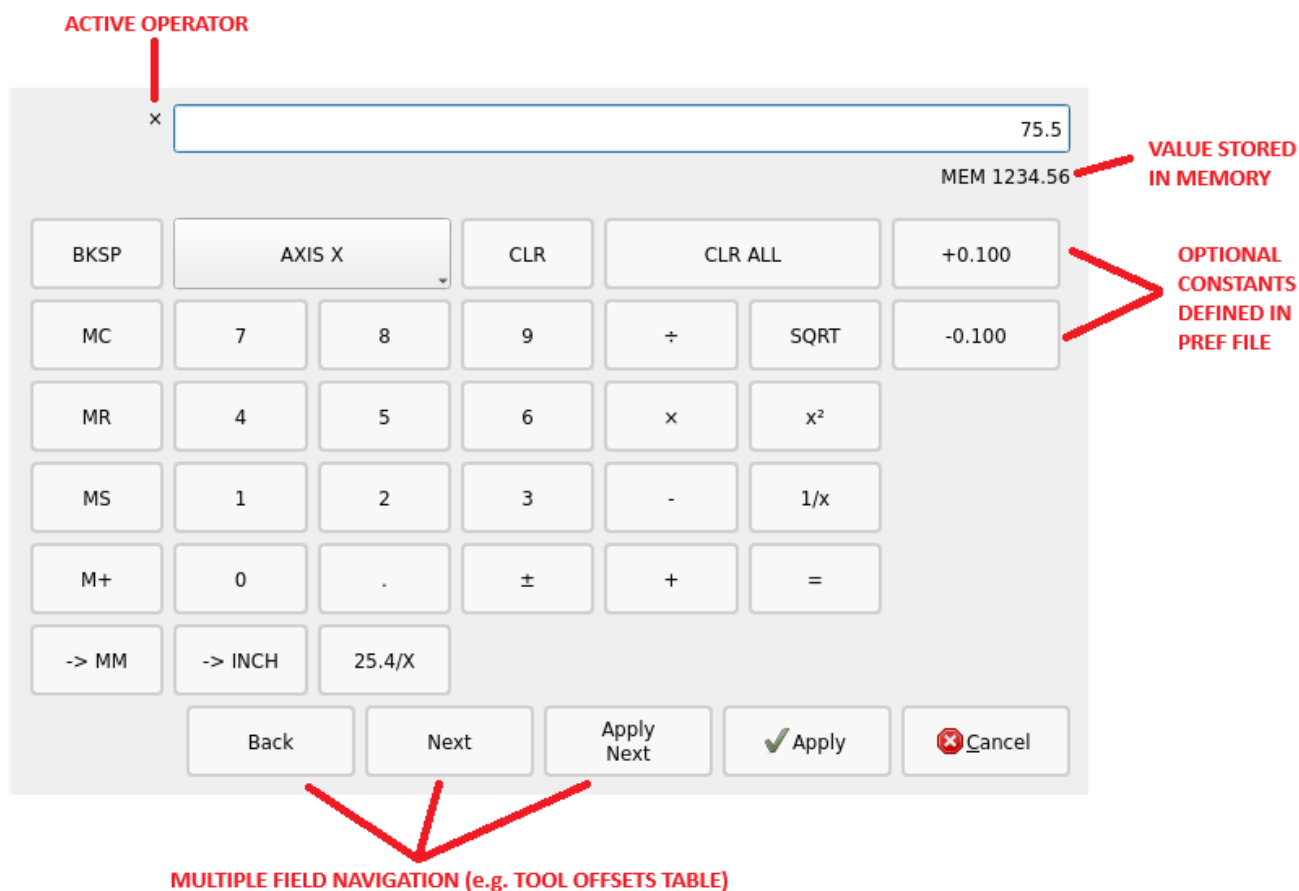 ACTIVE OPERATOR
×
75.5
MEM 1234.56
VALUE STORED
IN MEMORY
BKSP
AXIS X
CLR
CLR ALL
+0.100
OPTIONAL
CONSTANTS
DEFINED IN
PREF FILE
MC
7
8
9
÷
SQRT
-0.100
MR
4
5
6
×
x²
MS
1
2
3
-
1/x
M+
0
.
±
+
=
-> MM
-> INCH
25.4/X
Back
Next
Apply
Next
Apply
Cancel
MULTIPLE FIELD NAVIGATION (e.g. TOOL OFFSETS TABLE)